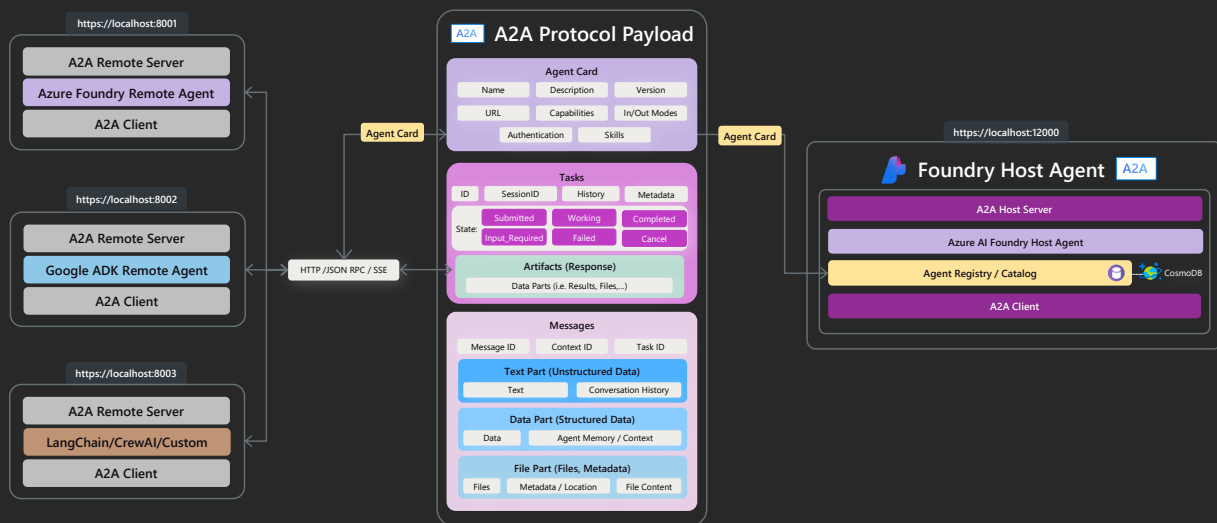 https://localhost:8001
A2A Remote Server
Azure Foundry Remote Agent
A2A Client
https://localhost:8002
A2A Remote Server
Google ADK Remote Agent
A2A Client
https://localhost:8003
A2A Remote Server
LangChain/CrewAI/Custom
A2A Client
HTTP /JSON RPC / SSE
Agent Card
A2A A2A Protocol Payload
Agent Card
Name Description Version
URL Capabilities In/Out Modes
Authentication Skills
Tasks
ID SessionID History Metadata
State: Submitted Working Completed
Input_Required Failed Cancel
Artifacts (Response)
Data Parts (i.e. Results, Files,...)
Messages
Message ID Context ID Task ID
Text Part (Unstructured Data)
Text Conversation History
Data Part (Structured Data)
Data Agent Memory / Context
File Part (Files, Metadata)
Files Metadata / Location File Content
Agent Card
https://localhost:12000
Foundry Host Agent A2A
A2A Host Server
Azure AI Foundry Host Agent
Agent Registry / Catalog CosmoDB
A2A Client